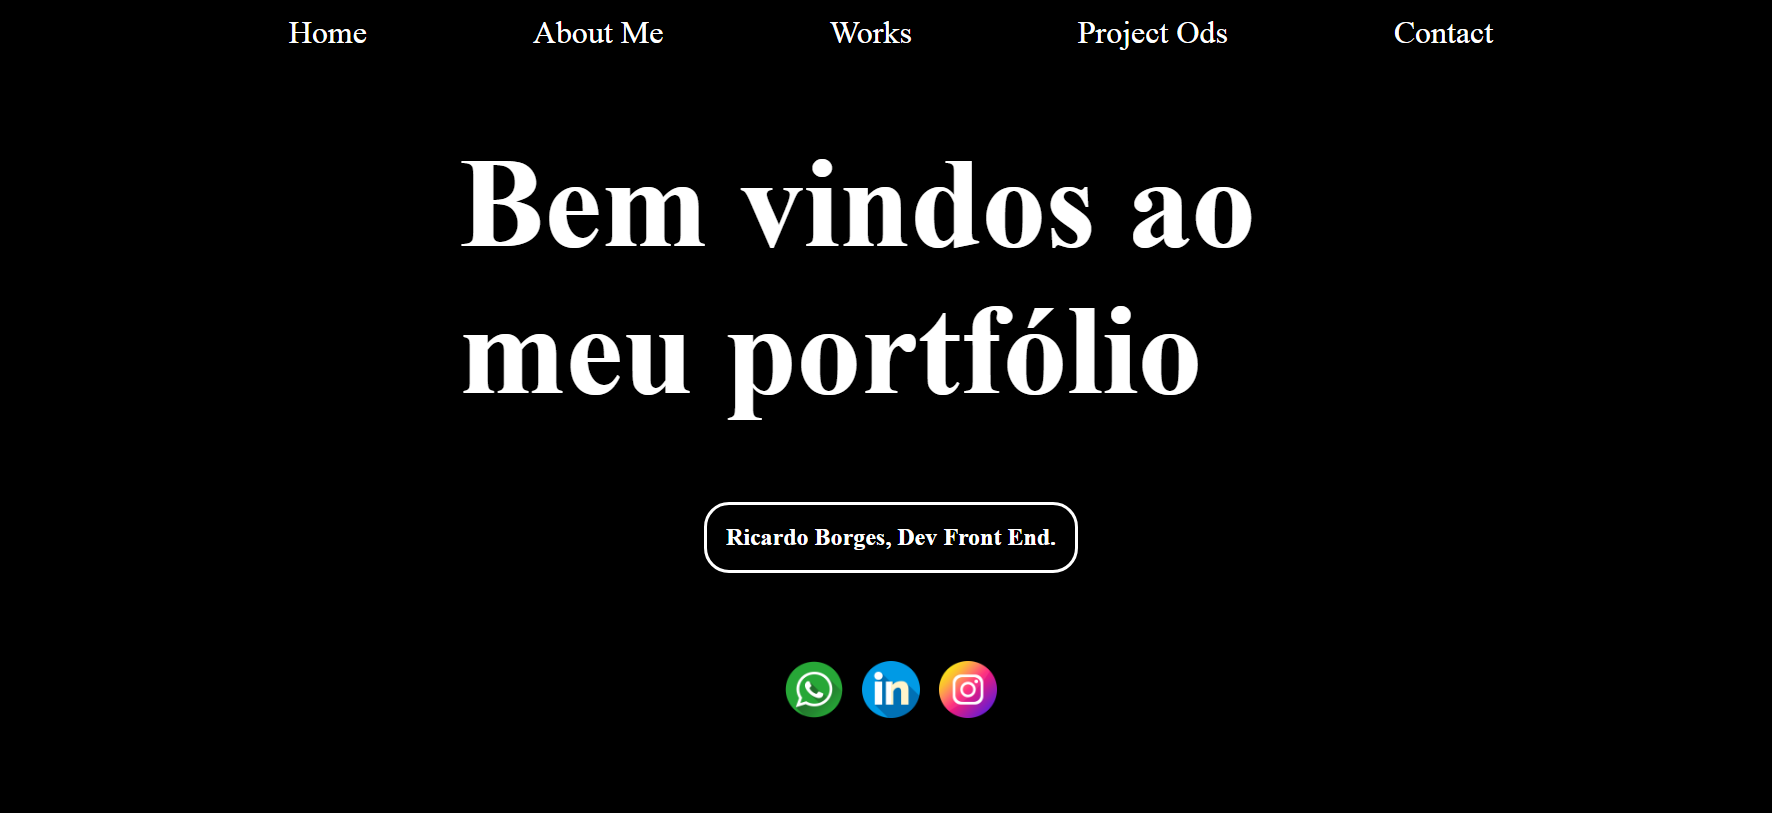 Home About Me Works Project Ods Contact
Bem vindos ao
meu portfólio
Ricardo Borges, Dev Front End.
in